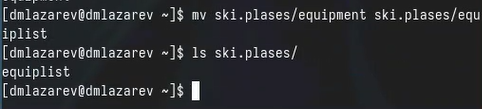 [dmlazarev@dmlazarev ~]$ mv ski.plases/equipment ski.plases/equ
iplist
[dmlazarev@dmlazarev ~]$ ls ski.plases/
equiplist
[dmlazarev@dmlazarev ~]$